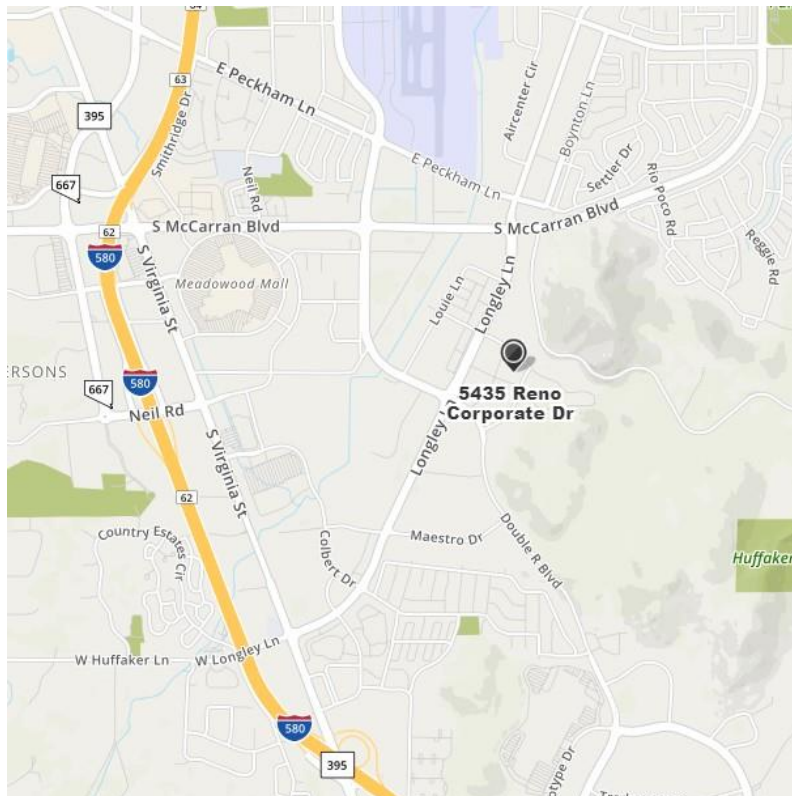 E Peckham Ln
63
395
Smithridge Dr
Aircenter Cir
Boynton Ln
E Peckham Ln
Settler Dr
667
Neil Rd
Rio Poco Rd
62
S McCarran Blvd
S McCarran Blvd
Reggie Rd
580
S Virginia St
Meadowood Mall
Louie Ln
Longley Ln
ERSONS
580
667
Neil Rd
5435 Reno
Corporate Dr
Longley Ln
S Virginia St
62
Country Estates
Cir
Colbert Dr
Maestro Dr
Double R Blvd
Huffaker
W Huffaker Ln
W Longley Ln
580
395
otype Dr